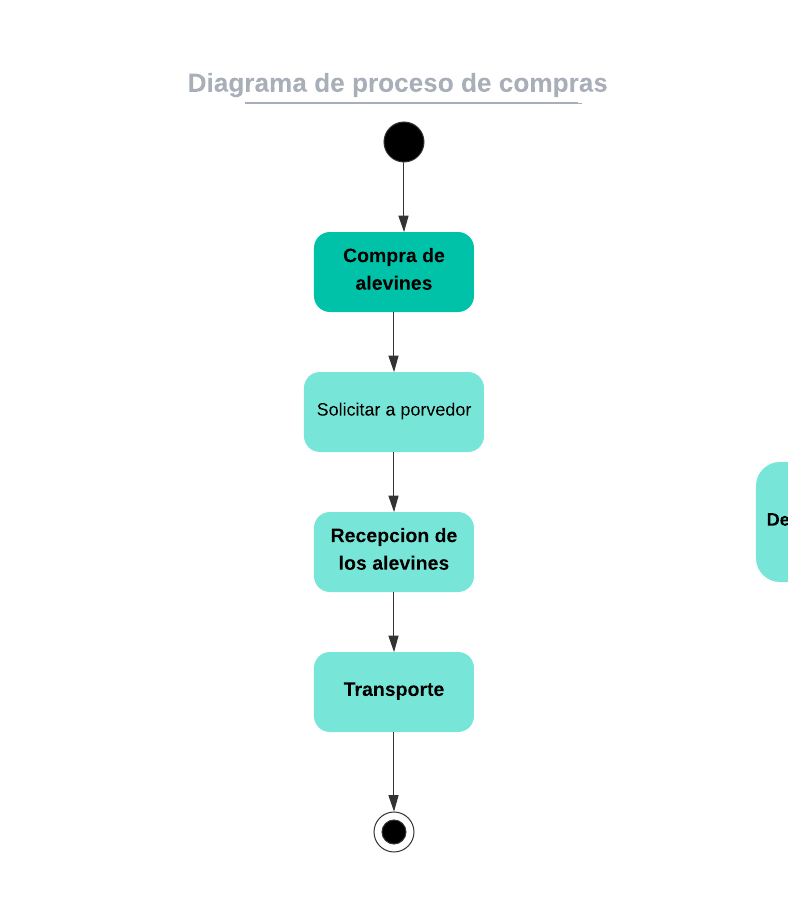 Diagrama de proceso de compras
Compra de
alevines
Solicitar a porvedor
Recepcion de
los alevines
De
Transporte